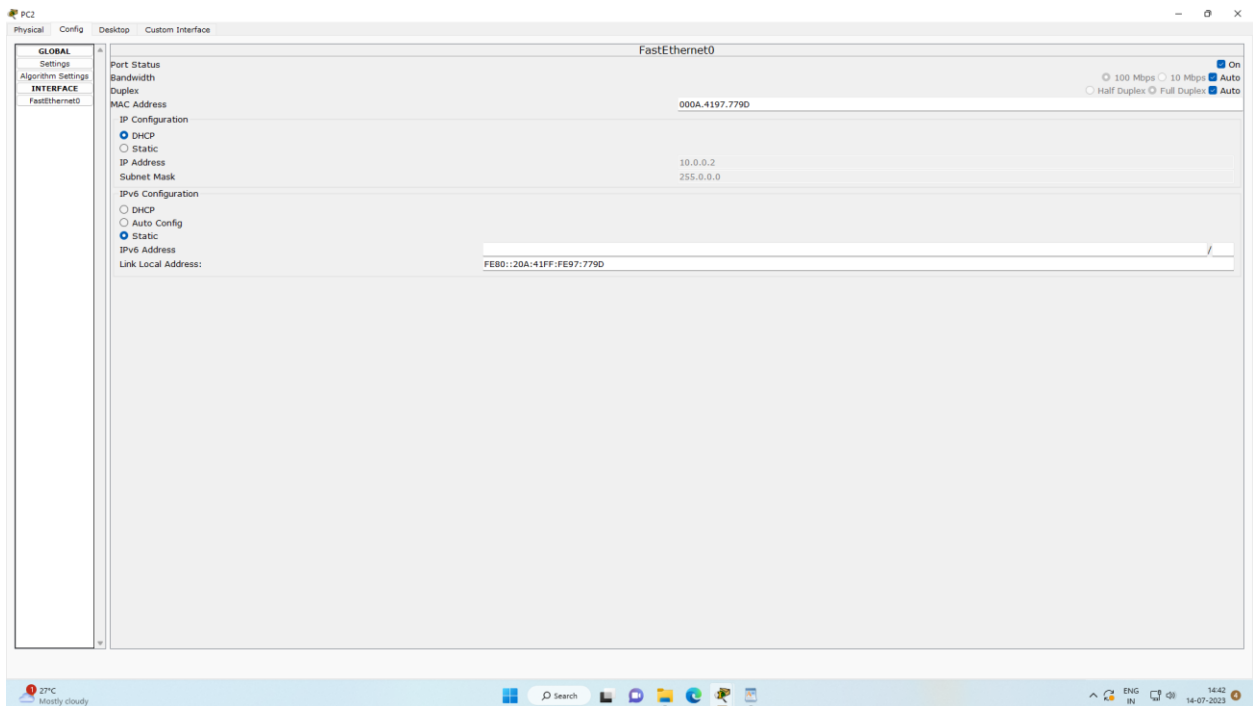 PC2
Physical Config Desktop Custom Interface
GLOBAL
Settings
Algorithm Settings
INTERFACE
FastEthernet0
FastEthernet0
Port Status On
Bandwidth 100 Mbps 10 Mbps Auto
Duplex Half Duplex Full Duplex Auto
MAC Address 000A.4197.779D
IP Configuration
DHCP
Static
IP Address 10.0.0.2
Subnet Mask 255.0.0.0
IPv6 Configuration
DHCP
Auto Config
Static
IPv6 Address /
Link Local Address: FE80::20A:41FF:FE97:779D
1 27°C
Mostly cloudy
Search
ENG
IN
14:42
14-07-2023
4